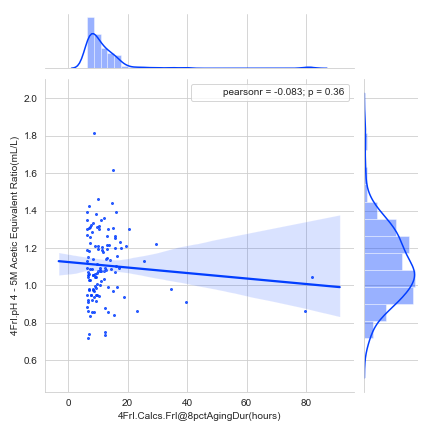 pearsonr = -0.083; p = 0.36
2.0
1.8
1.6
1.4
1.2
1.0
0.8
0.6
4Frl.pH 4 - 5M Acetic Equivalent Ratio(mL/L)
0 20 40 60 80
4Frl.Calcs.Frl@8pctAgingDur(hours)